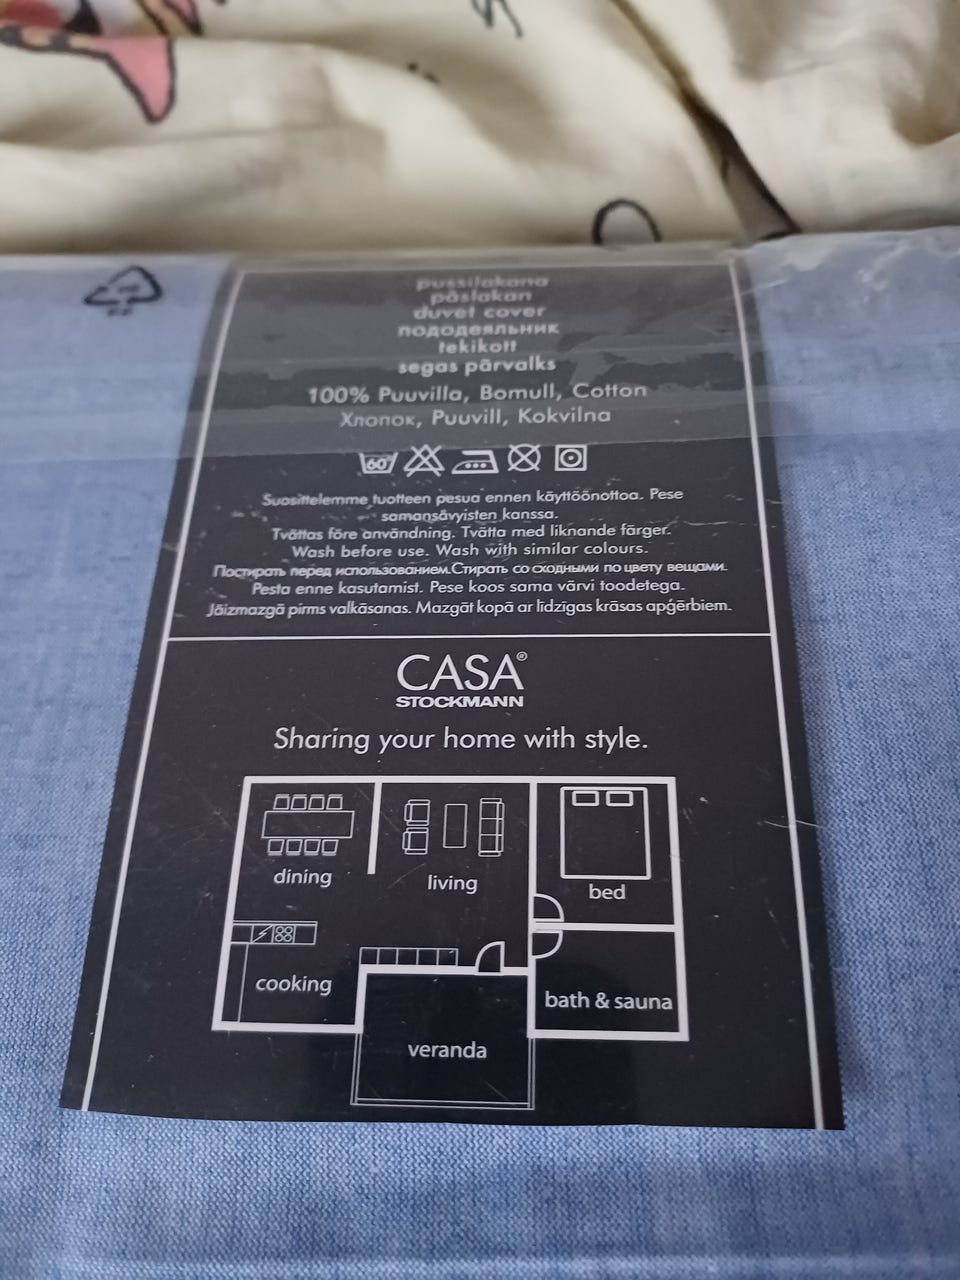 pussilakana
påslakan
duvet cover
пододеяльник
tekikott
segas pārvalks
100% Puuvilla, Bomull, Cotton
Хлопок, Puuvill, Kokvilna
60°
Suosittelemme tuotteen pesua ennen käyttöönottoa. Pese
samansävyisten kanssa.
Tvättas före användning. Tvätta med liknande färger.
Wash before use. Wash with similar colours.
Постирать перед использованием.Стирать со сходными по цвету вещами.
Pesta enne kasutamist. Pese koos sama värvi toodetega.
Jāizmazgā pirms valkāsanas. Mazgāt kopā ar līdzīgas krāsas apģērbiem.
CASA®
STOCKMANN
Sharing your home with style.
dining
living
bed
cooking
bath & sauna
veranda